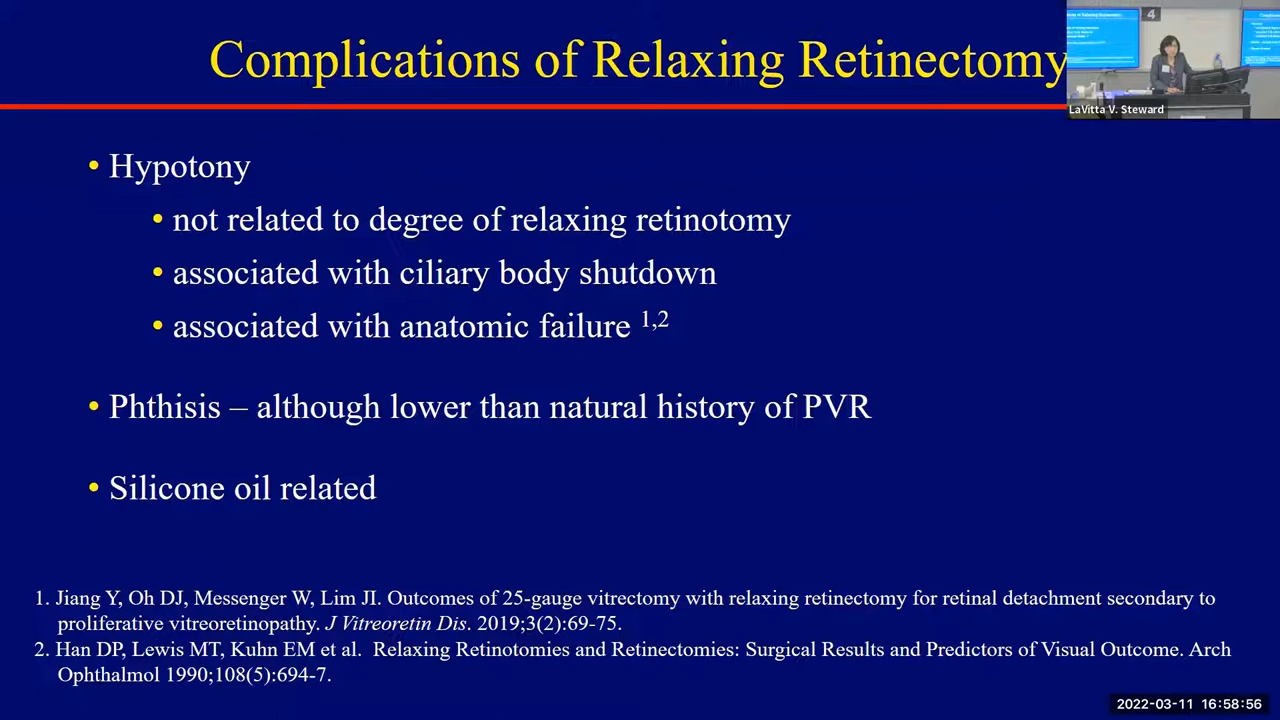 Complications of Relaxing Retinectomy
4
LaVitta V. Steward
• Hypotony
• not related to degree of relaxing retinotomy
• associated with ciliary body shutdown
• associated with anatomic failure 1,2
• Phthisis – although lower than natural history of PVR
• Silicone oil related
1. Jiang Y, Oh DJ, Messenger W, Lim JI. Outcomes of 25-gauge vitrectomy with relaxing retinectomy for retinal detachment secondary to
proliferative vitreoretinopathy. J Vitreoretin Dis. 2019;3(2):69-75.
2. Han DP, Lewis MT, Kuhn EM et al. Relaxing Retinotomies and Retinectomies: Surgical Results and Predictors of Visual Outcome. Arch
Ophthalmol 1990;108(5):694-7.
2022-03-11 16:58:56